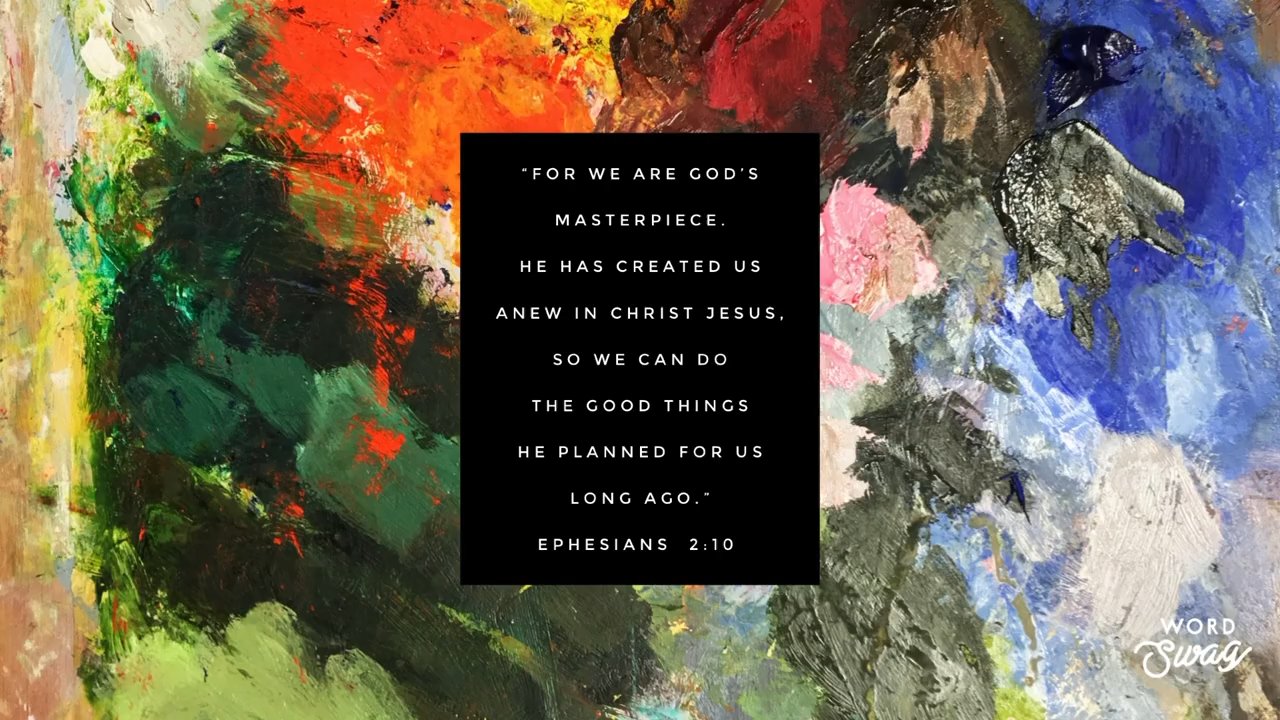 “FOR WE ARE GOD’S
MASTERPIECE.
HE HAS CREATED US
ANEW IN CHRIST JESUS,
SO WE CAN DO
THE GOOD THINGS
HE PLANNED FOR US
LONG AGO.”
EPHESIANS 2:10
WORD
Swag